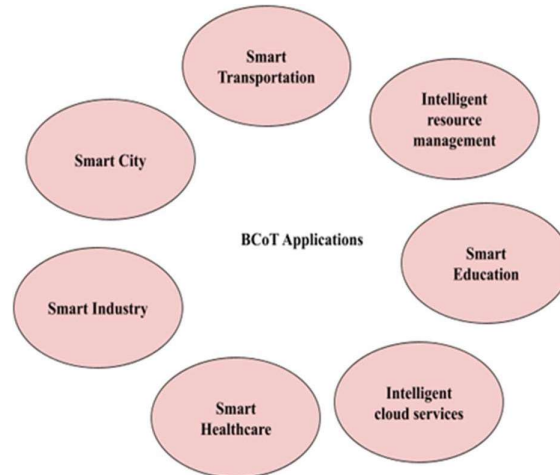 Smart
Transportation
Intelligent
resource
management
Smart City
BCoT Applications
Smart
Education
Smart Industry
Intelligent
cloud services
Smart
Healthcare